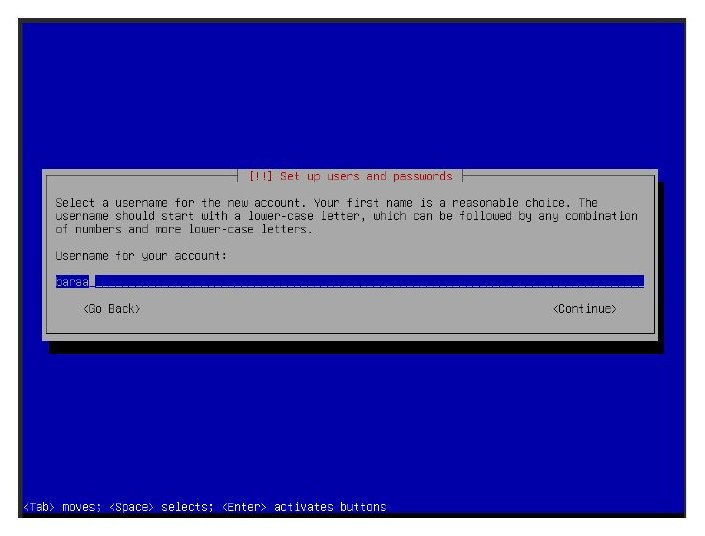 [!!] Set up users and passwords
Select a username for the new account. Your first name is a reasonable choice. The
username should start with a lower-case letter, which can be followed by any combination
of numbers and more lower-case letters.
Username for your account:
baraa
<Go Back> <Continue>
<Tab> moves; <Space> selects; <Enter> activates buttons